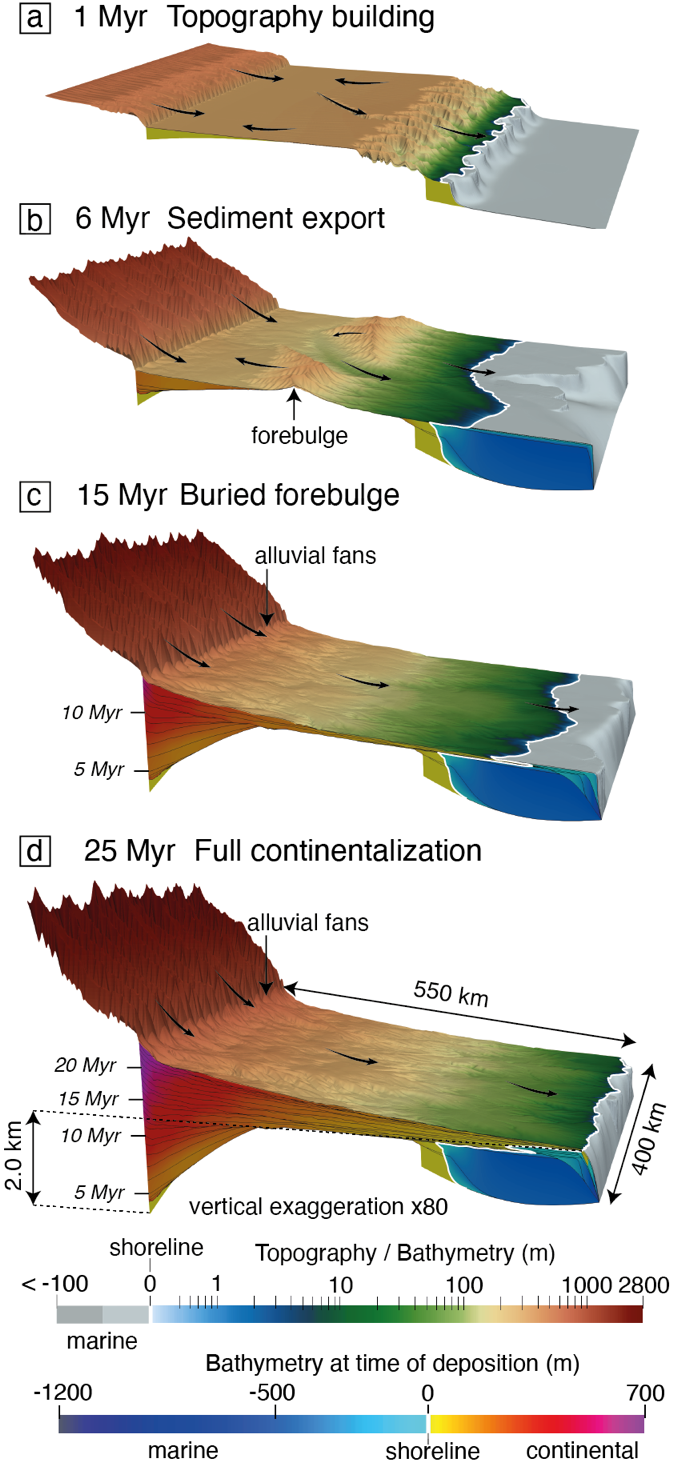 a 1 Myr Topography building
b 6 Myr Sediment export
forebulge
c 15 Myr Buried forebulge
alluvial fans
10 Myr
5 Myr
d 25 Myr Full continentalization
alluvial fans
550 km
20 Myr
15 Myr
10 Myr
5 Myr
2.0 km
400 km
vertical exaggeration x80
shoreline
Topography / Bathymetry (m)
< -100 0 1 10 100 1000 2800
marine
Bathymetry at time of deposition (m)
-1200 -500 0 700
marine shoreline continental